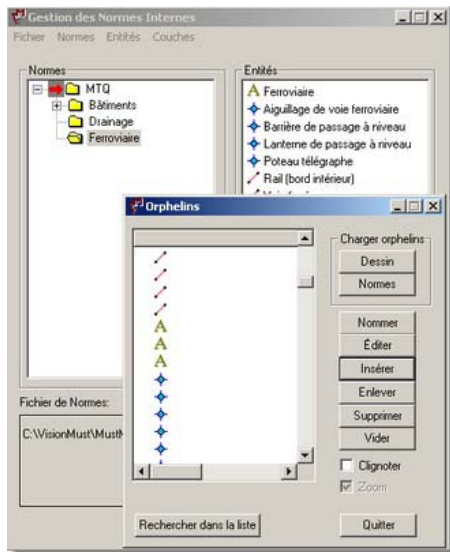 Gestion des Normes Internes
Fichier Normes Entités Couches
Normes
MTQ
Bâtiments
Drainage
Ferroviaire
Entités
A Ferroviaire
Aiguillage de voie ferroviaire
Barrière de passage à niveau
Lanterne de passage à niveau
Poteau télégraphe
Rail (bord intérieur)
Orphelins
Charger orphelins
Dessin
Normes
A
A
A
Nommer
Éditer
Insérer
Enlever
Supprimer
Vider
Clignoter
Zoom
Rechercher dans la liste
Quitter
Fichier de Normes:
C:\VisionMust\Must